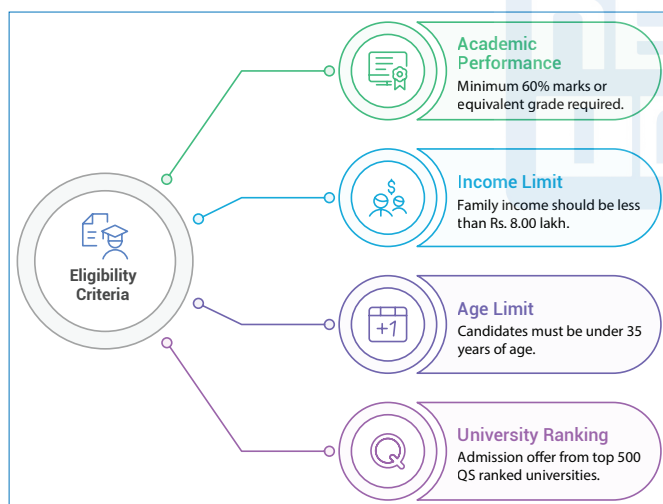 Academic
Performance
Minimum 60% marks or
equivalent grade required.
$
Income Limit
Family income should be less
than Rs. 8.00 lakh.
Eligibility
Criteria
+1
Age Limit
Candidates must be under 35
years of age.
Q
University Ranking
Admission offer from top 500
QS ranked universities.